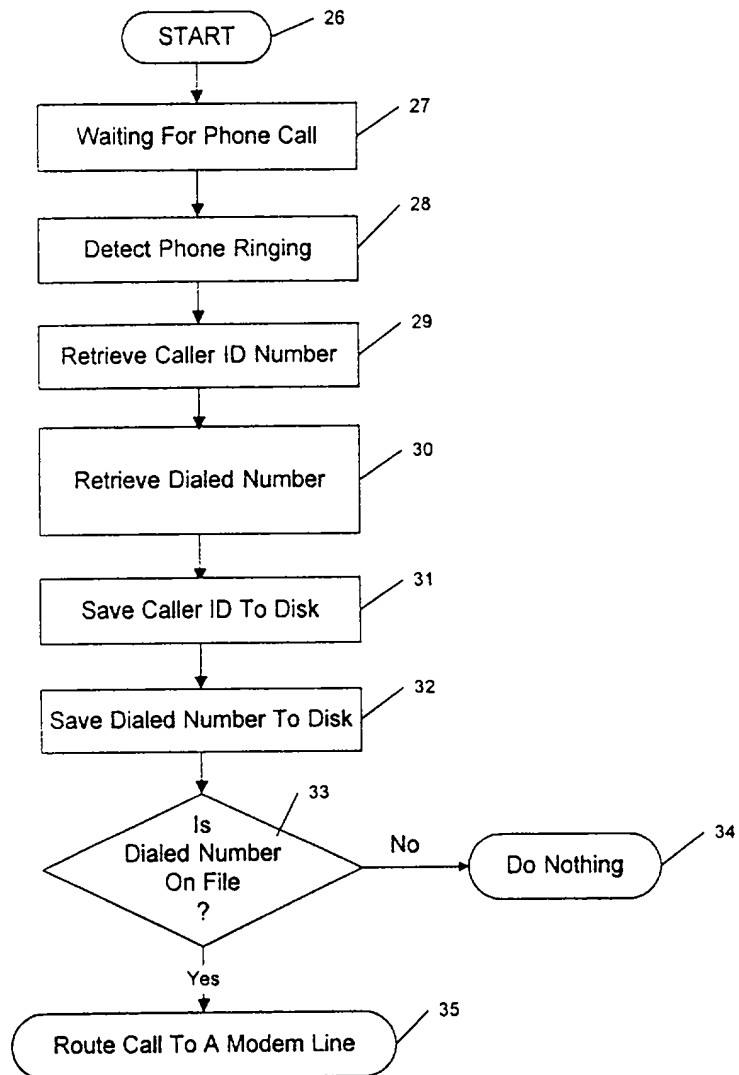 START
26
Waiting For Phone Call
27
Detect Phone Ringing
28
Retrieve Caller ID Number
29
Retrieve Dialed Number
30
Save Caller ID To Disk
31
Save Dialed Number To Disk
32
Is
Dialed Number
On File
?
33
No
Do Nothing
34
Yes
Route Call To A Modem Line
35